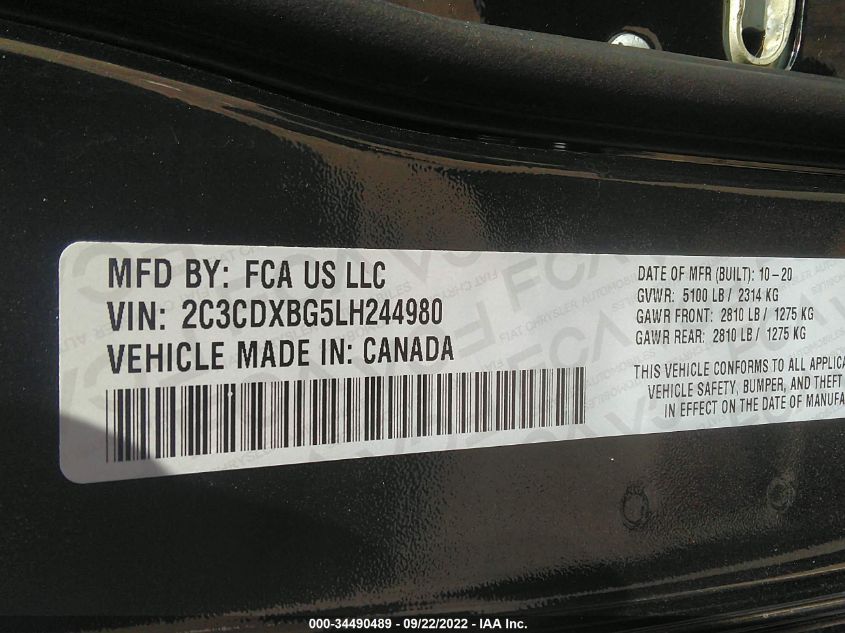 MFD BY: FCA US LLC
VIN: 2C3CDXBG5LH244980
VEHICLE MADE IN: CANADA
DATE OF MFR (BUILT): 10-20
GVWR: 5100 LB / 2314 KG
GAWR FRONT: 2810 LB / 1275 KG
GAWR REAR: 2810 LB / 1275 KG
THIS VEHICLE CONFORMS TO ALL
VEHICLE SAFETY, BUMPER, AND THEFT
IN EFFECT ON THE DATE OF
000-34490489 - 09/22/2022 - IAA Inc.